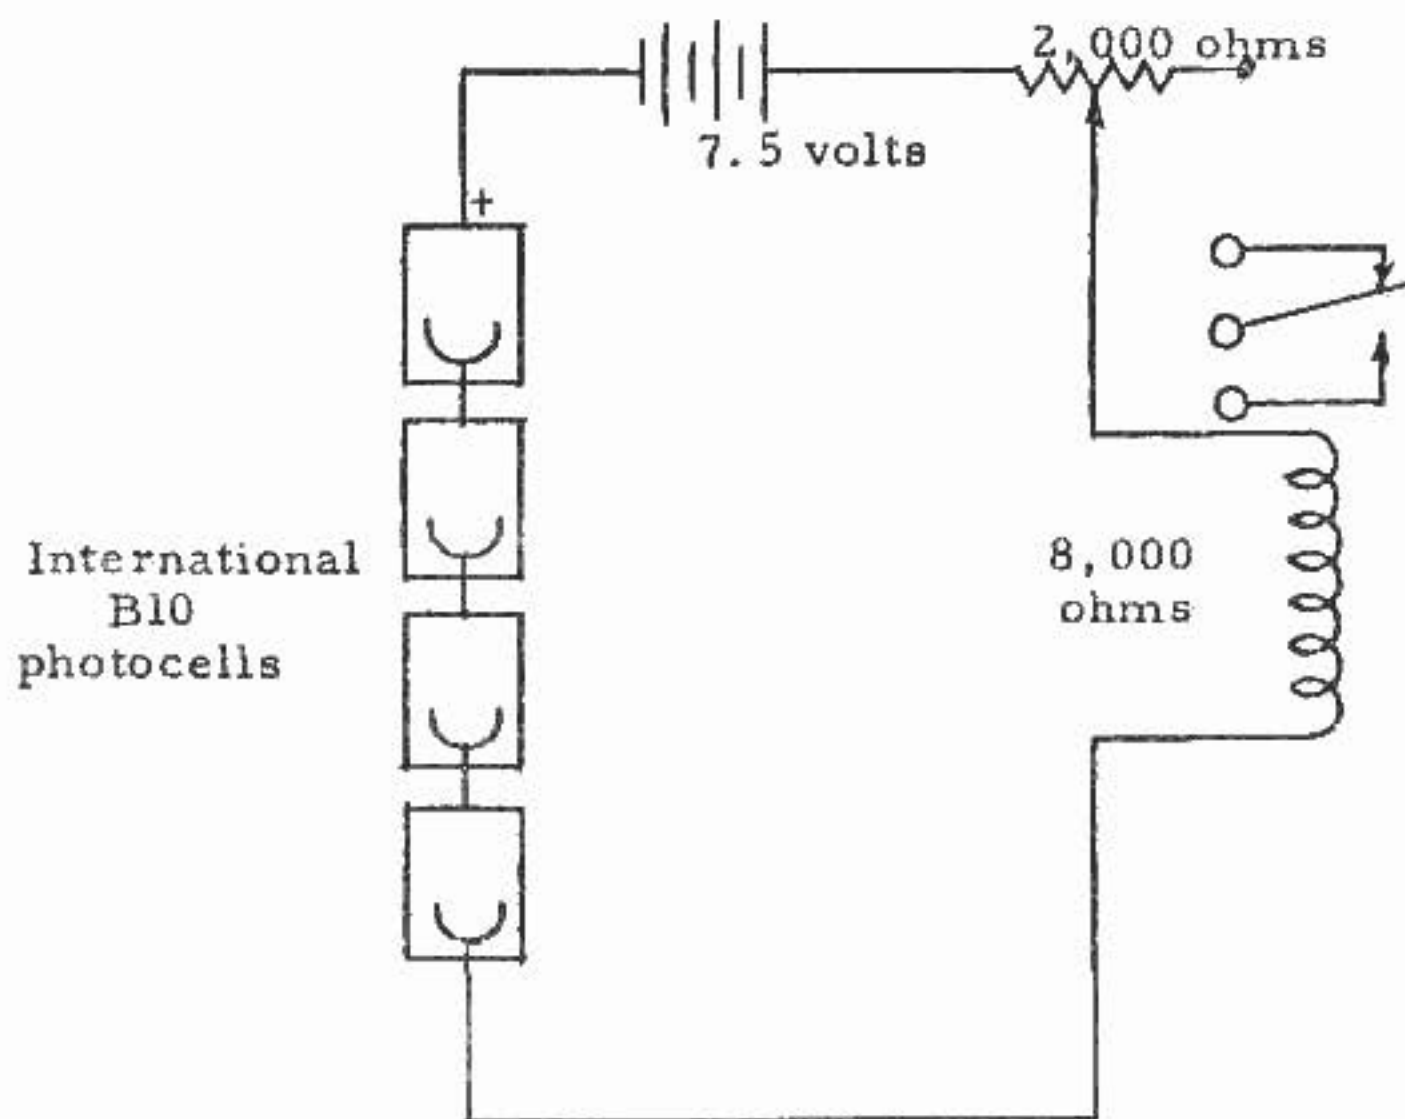 2,000 ohms
7.5 volts
+
International
B10
photocells
8,000
ohms